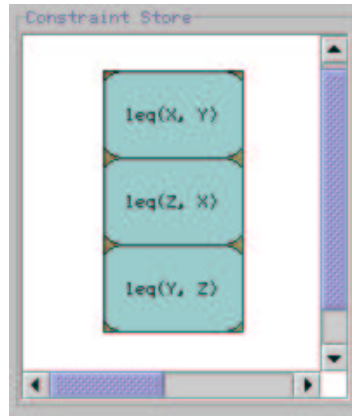 Constraint Store
leq(X, Y)
leq(Z, X)
leq(Y, Z)